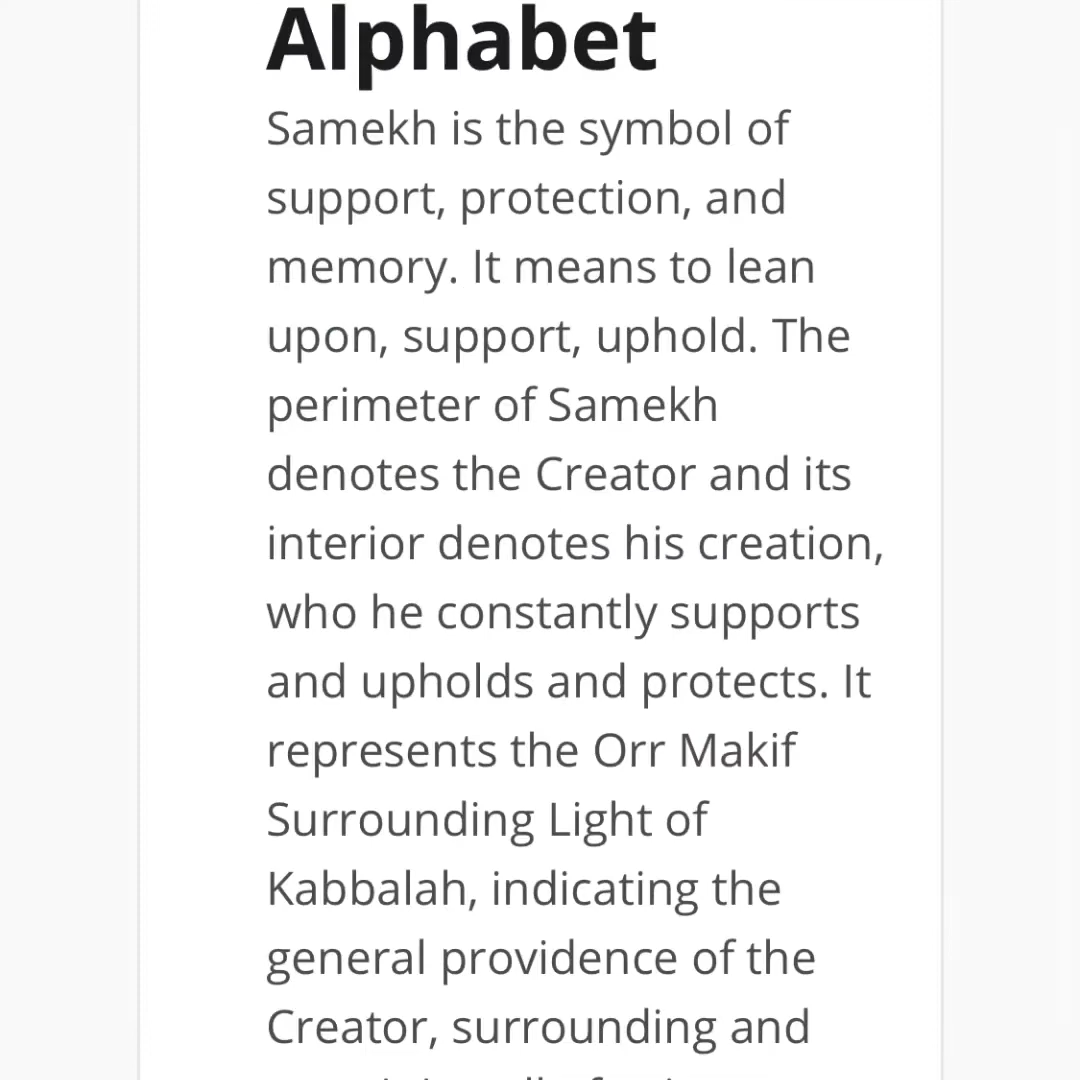 Alphabet
Samekh is the symbol of
support, protection, and
memory. It means to lean
upon, support, uphold. The
perimeter of Samekh
denotes the Creator and its
interior denotes his creation,
who he constantly supports
and upholds and protects. It
represents the Orr Makif
Surrounding Light of
Kabbalah, indicating the
general providence of the
Creator, surrounding and